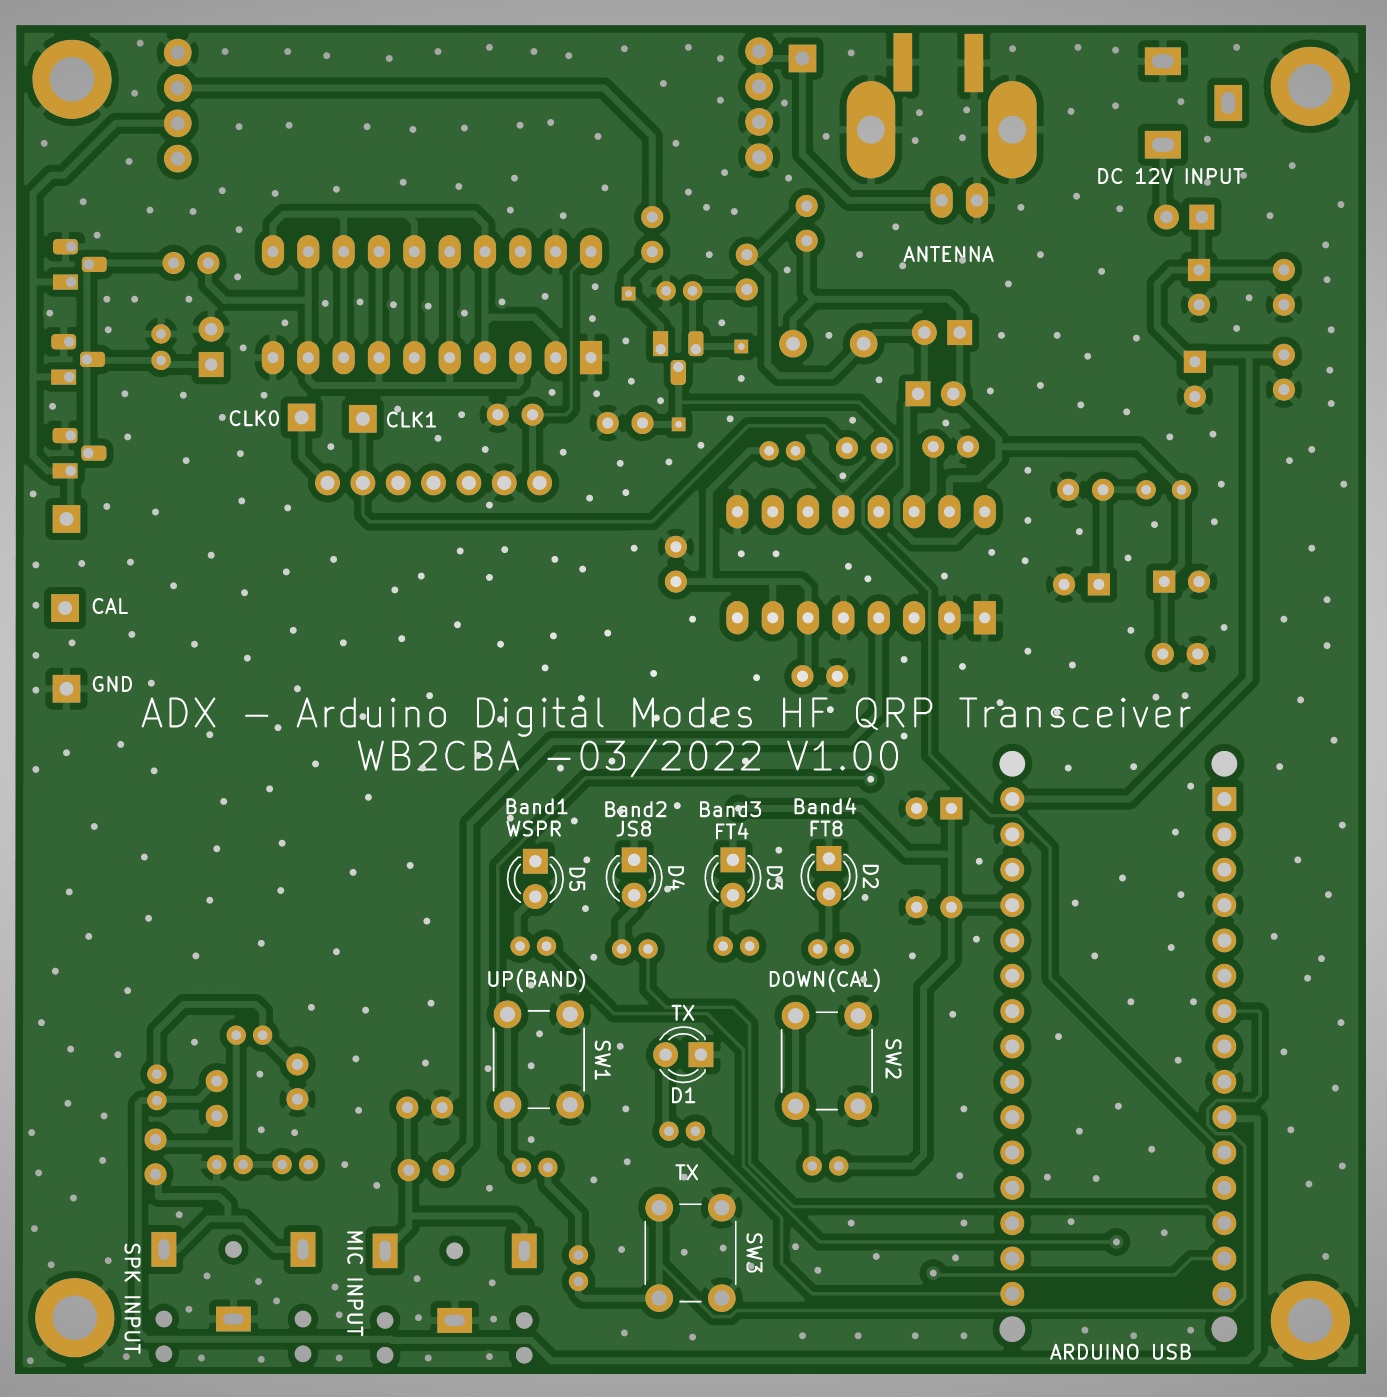 DC 12V INPUT
ANTENNA
CLK0
CLK1
CAL
GND
ADX - Arduino Digital Modes HF QRP Transceiver
WB2CBA -03/2022 V1.00
Band1
WSPR
Band2
JS8
Band3
FT4
Band4
FT8
D5
D4
D3
D2
UP(BAND)
DOWN(CAL)
TX
SW1
SW2
D1
TX
SW3
SPK INPUT
MIC INPUT
ARDUINO USB